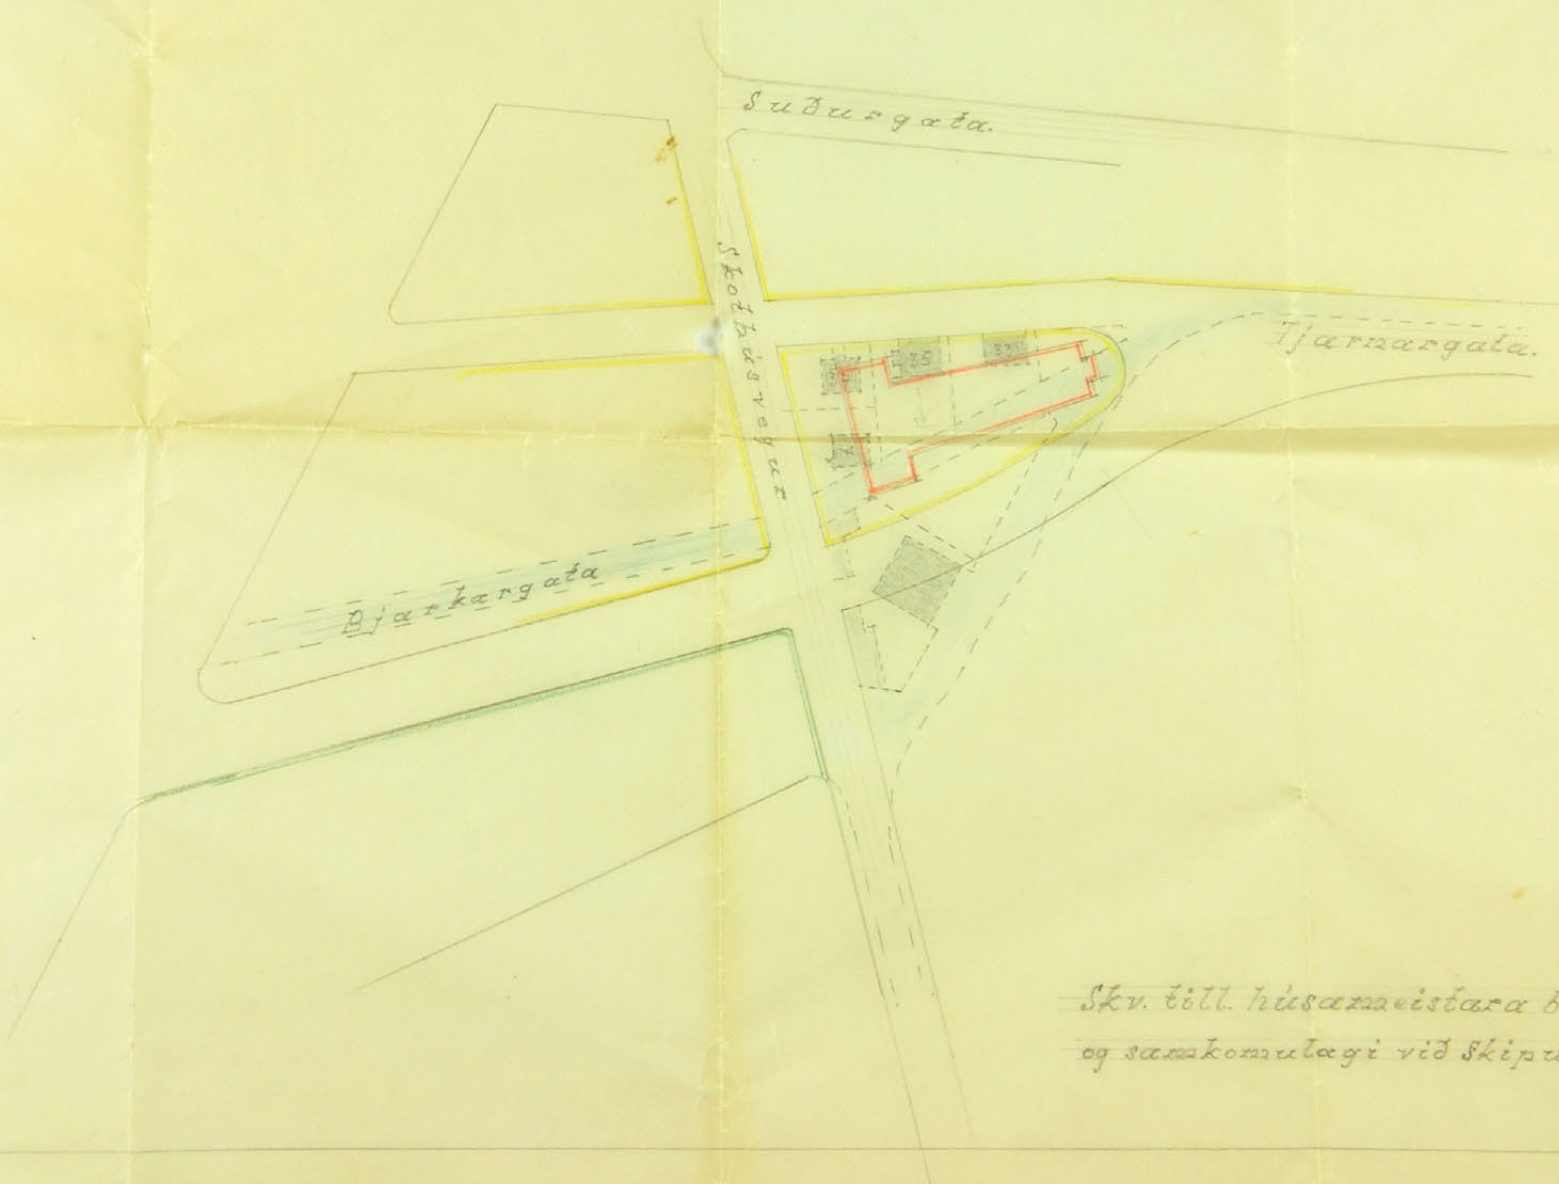 Suðurgata.
Skothúsvegur
Tjarnargata.
Bjarkargata
Skv. till. húsameistara
og samkomulagi við